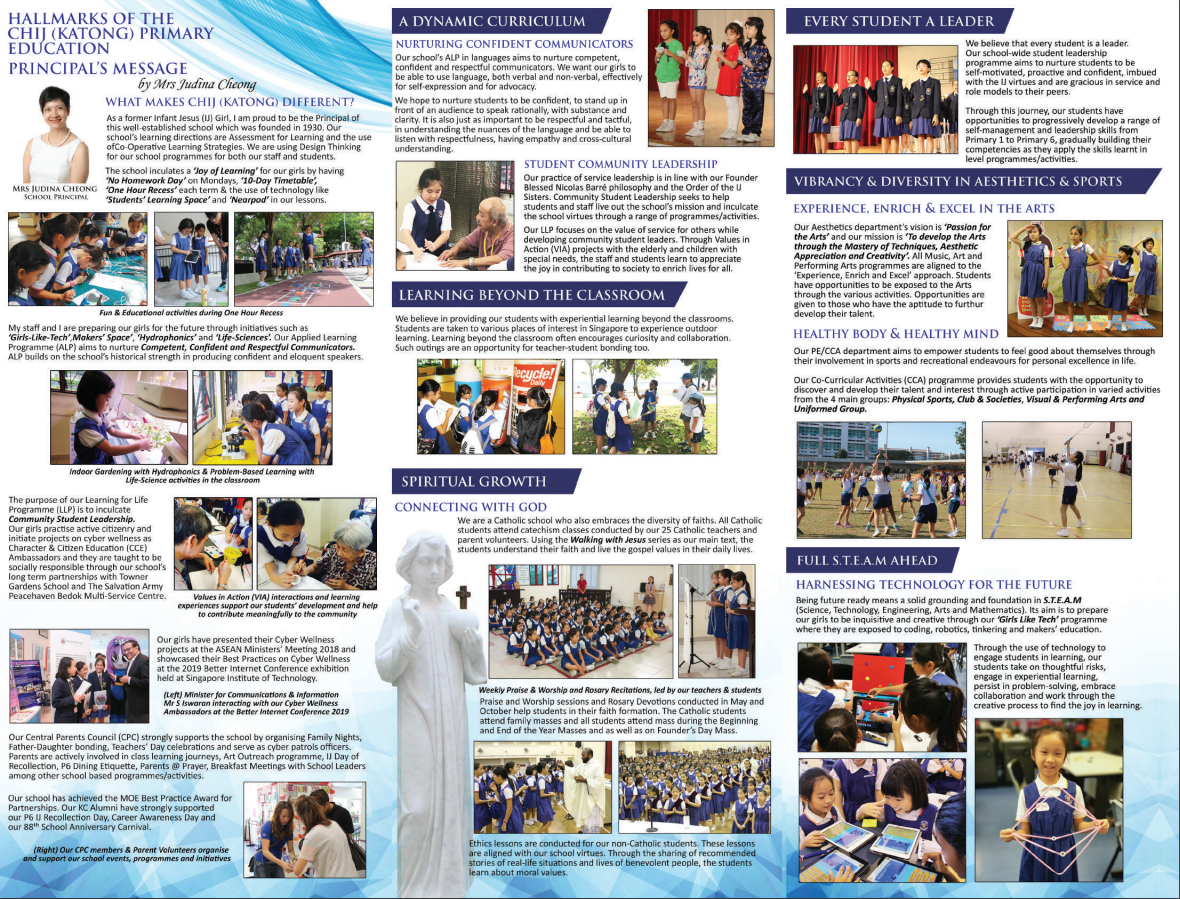 HALLMARKS OF THE
CHIJ (KATONG) PRIMARY
EDUCATION
PRINCIPAL'S MESSAGE
by Mrs Judina Cheong
WHAT MAKES CHIJ (KATONG) DIFFERENT?
As a former Infant Jesus (IJ) Girl, I am proud to be the Principal of
this well-established school which was founded in 1930. Our
school's learning directions are Assessment for Learning and the use
ofCo-Operative Learning Strategies. We are using Design Thinking
for our school programmes for both our staff and students.
The school inculates a 'Joy of Learning' for our girls by having
'No Homework Day' on Mondays, '10-Day Timetable',
'One Hour Recess' each term & the use of technology like
'Students' Learning Space' and 'Nearpod' in our lessons.
MRS JUDINA CHEONG
SCHOOL PRINCIPAL
Fun & Educational activities during One Hour Recess
My staff and I are preparing our girls for the future through initiatives such as
'Girls-Like-Tech','Makers' Space', 'Hydrophonics' and 'Life-Sciences'. Our Applied Learning
Programme (ALP) aims to nurture Competent, Confident and Respectful Communicators.
ALP builds on the school's historical strength in producing confident and eloquent speakers.
Indoor Gardening with Hydrophonics & Problem-Based Learning with
Life-Science activities in the classroom
The purpose of our Learning for Life
Programme (LLP) is to inculcate
Community Student Leadership.
Our girls practise active citizenry and
initiate projects on cyber wellness as
Character & Citizen Education (CCE)
Ambassadors and they are taught to be
socially responsible through our school's
long term partnerships with Towner
Gardens School and The Salvation Army
Peacehaven Bedok Multi-Service Centre.
Values in Action (VIA) interactions and learning
experiences support our students' development and help
to contribute meaningfully to the community
Our girls have presented their Cyber Wellness
projects at the ASEAN Ministers' Meeting 2018 and
showcased their Best Practices on Cyber Wellness
at the 2019 Better Internet Conference exhibition
held at Singapore Institute of Technology.
(Left) Minister for Communications & Information
Mr S Iswaran interacting with our Cyber Wellness
Ambassadors at the Better Internet Conference 2019
Our Central Parents Council (CPC) strongly supports the school by organising Family Nights,
Father-Daughter bonding, Teachers' Day celebrations and serve as cyber patrols officers.
Parents are actively involved in class learning journeys, Art Outreach programme, IJ Day of
Recollection, P6 Dining Etiquette, Parents @ Prayer, Breakfast Meetings with School Leaders
among other school based programmes/activities.
Our school has achieved the MOE Best Practice Award for
Partnerships. Our KC Alumni have strongly supported
our P6 IJ Recollection Day, Career Awareness Day and
our 88th School Anniversary Carnival.
(Right) Our CPC members & Parent Volunteers organise
and support our school events, programmes and initiatives
A DYNAMIC CURRICULUM
NURTURING CONFIDENT COMMUNICATORS
Our school's ALP in languages aims to nurture competent,
confident and respectful communicators. We want our girls to
be able to use language, both verbal and non-verbal, effectively
for self-expression and for advocacy.
We hope to nurture students to be confident, to stand up in
front of an audience to speak rationally, with substance and
clarity. It is also just as important to be respectful and tactful,
in understanding the nuances of the language and be able to
listen with respectfulness, having empathy and cross-cultural
understanding.
STUDENT COMMUNITY LEADERSHIP
Our practice of service leadership is in line with our Founder
Blessed Nicolas Barré philosophy and the Order of the IJ
Sisters. Community Student Leadership seeks to help
students and staff live out the school's mission and inculcate
the school virtues through a range of programmes/activities.
Our LLP focuses on the value of service for others while
developing community student leaders. Through Values in
Action (VIA) projects with the elderly and children with
special needs, the staff and students learn to appreciate
the joy in contributing to society to enrich lives for all.
LEARNING BEYOND THE CLASSROOM
We believe in providing our students with experiential learning beyond the classrooms.
Students are taken to various places of interest in Singapore to experience outdoor
learning. Learning beyond the classroom often encourages curiosity and collaboration.
Such outings are an opportunity for teacher-student bonding too.
Recycle!
Daily
SPIRITUAL GROWTH
CONNECTING WITH GOD
We are a Catholic school who also embraces the diversity of faiths. All Catholic
students attend catechism classes conducted by our 25 Catholic teachers and
parent volunteers. Using the Walking with Jesus series as our main text, the
students understand their faith and live the gospel values in their daily lives.
Weekly Praise & Worship and Rosary Recitations, led by our teachers & students
Praise and Worship sessions and Rosary Devotions conducted in May and
October help students in their faith formation. The Catholic students
attend family masses and all students attend mass during the Beginning
and End of the Year Masses and as well as on Founder's Day Mass.
Ethics lessons are conducted for our non-Catholic students. These lessons
are aligned with our school virtues. Through the sharing of recommended
stories of real-life situations and lives of benevolent people, the students
learn about moral values.
EVERY STUDENT A LEADER
We believe that every student is a leader.
Our school-wide student leadership
programme aims to nurture students to be
self-motivated, proactive and confident, imbued
with the IJ virtues and are gracious in service and
role models to their peers.
Through this journey, our students have
opportunities to progressively develop a range of
self-management and leadership skills from
Primary 1 to Primary 6, gradually building their
competencies as they apply the skills learnt in
level programmes/activities.
VIBRANCY & DIVERSITY IN AESTHETICS & SPORTS
EXPERIENCE, ENRICH & EXCEL IN THE ARTS
Our Aesthetics department's vision is 'Passion for
the Arts' and our mission is 'To develop the Arts
through the Mastery of Techniques, Aesthetic
Appreciation and Creativity'. All Music, Art and
Performing Arts programmes are aligned to the
'Experience, Enrich and Excel' approach. Students
have opportunities to be exposed to the Arts
through the various activities. Opportunities are
given to those who have the aptitude to furthur
develop their talent.
HEALTHY BODY & HEALTHY MIND
Our PE/CCA department aims to empower students to feel good about themselves through
their involvement in sports and recreational endeavours for personal excellence in life.
Our Co-Curricular Activities (CCA) programme provides students with the opportunity to
discover and develop their talent and interest through active participation in varied activities
from the 4 main groups: Physical Sports, Club & Societies, Visual & Performing Arts and
Uniformed Group.
FULL S.T.E.A.M AHEAD
HARNESSING TECHNOLOGY FOR THE FUTURE
Being future ready means a solid grounding and foundation in S.T.E.A.M
(Science, Technology, Engineering, Arts and Mathematics). Its aim is to prepare
our girls to be inquisitive and creative through our 'Girls Like Tech' programme
where they are exposed to coding, robotics, tinkering and makers' education.
Through the use of technology to
engage students in learning, our
students take on thoughtful risks,
engage in experiential learning,
persist in problem-solving, embrace
collaboration and work through the
creative process to find the joy in learning.